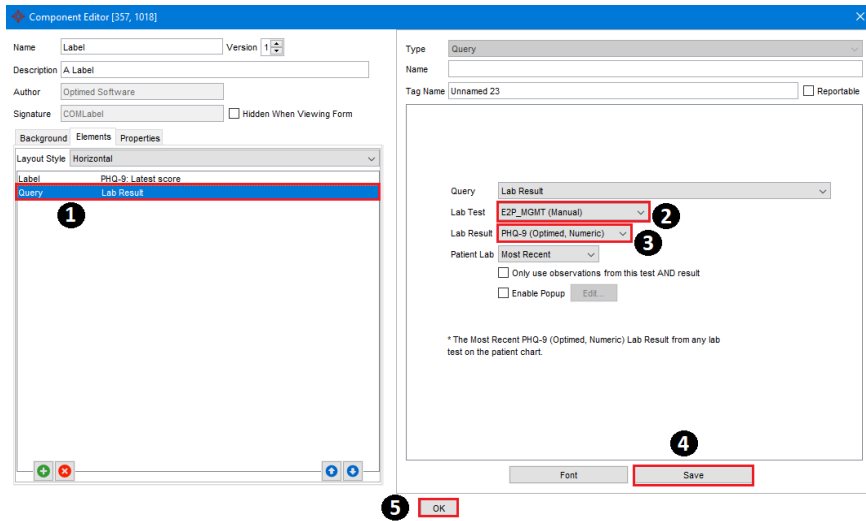 Component Editor [357, 1018]
Name Label Version 1
Description A Label
Author Optimed Software
Signature COMLabel Hidden When Viewing Form
Background Elements Properties
Layout Style Horizontal
Label PHQ-9: Latest score
Query Lab Result
1
Type Query
Name
Tag Name Unnamed 23 Reportable
Query Lab Result
Lab Test E2P_MGMT (Manual) 2
Lab Result PHQ-9 (Optimed, Numeric) 3
Patient Lab Most Recent
Only use observations from this test AND result
Enable Popup Edit...
* The Most Recent PHQ-9 (Optimed, Numeric) Lab Result from any lab
test on the patient chart.
4
Font Save
5 OK